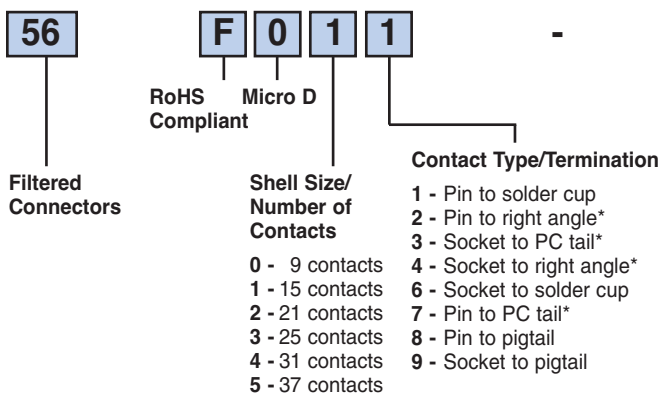 56 F 0 1 1 -
RoHS Compliant
Micro D
Filtered
Connectors
Shell Size/
Number of
Contacts
0 - 9 contacts
1 - 15 contacts
2 - 21 contacts
3 - 25 contacts
4 - 31 contacts
5 - 37 contacts
Contact Type/Termination
1 - Pin to solder cup
2 - Pin to right angle*
3 - Socket to PC tail*
4 - Socket to right angle*
6 - Socket to solder cup
7 - Pin to PC tail*
8 - Pin to pigtail
9 - Socket to pigtail